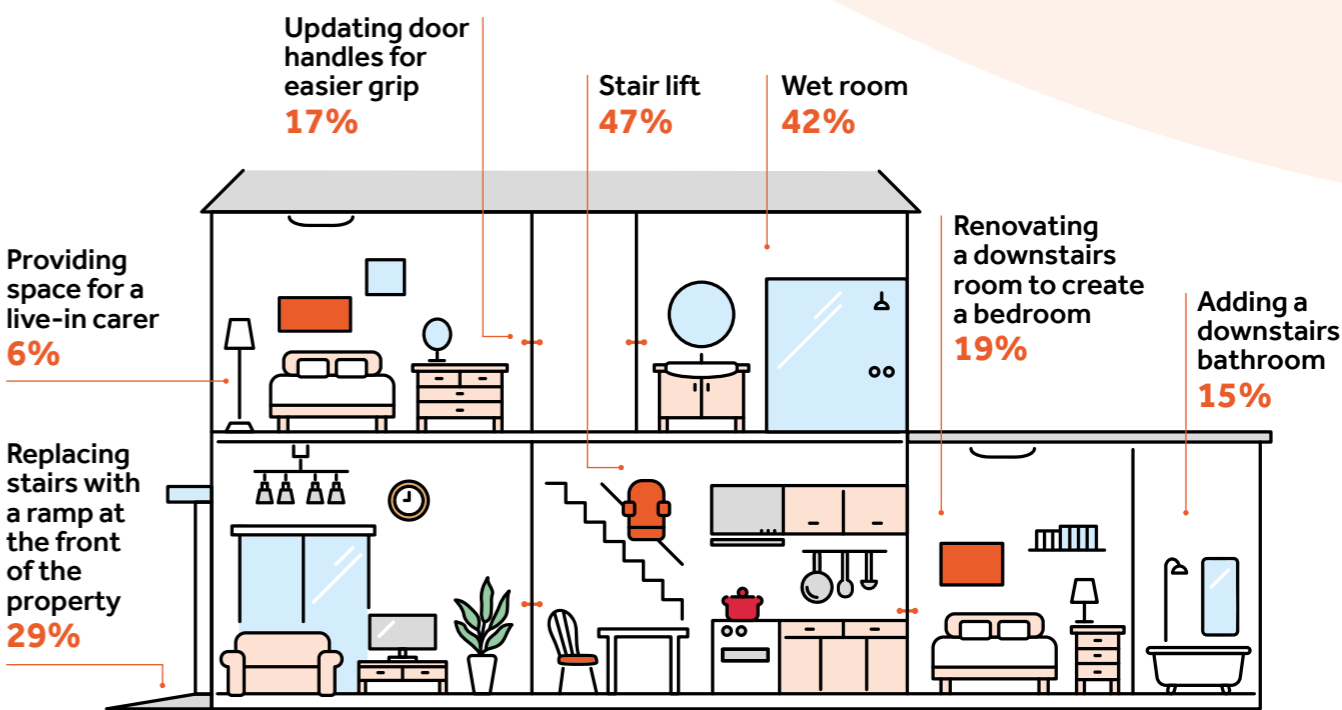 Updating door
handles for
easier grip
17%
Stair lift
47%
Wet room
42%
Providing
space for a
live-in carer
6%
Renovating
a downstairs
room to create
a bedroom
19%
Adding a
downstairs
bathroom
15%
Replacing
stairs with
a ramp at
the front
of the
property
29%